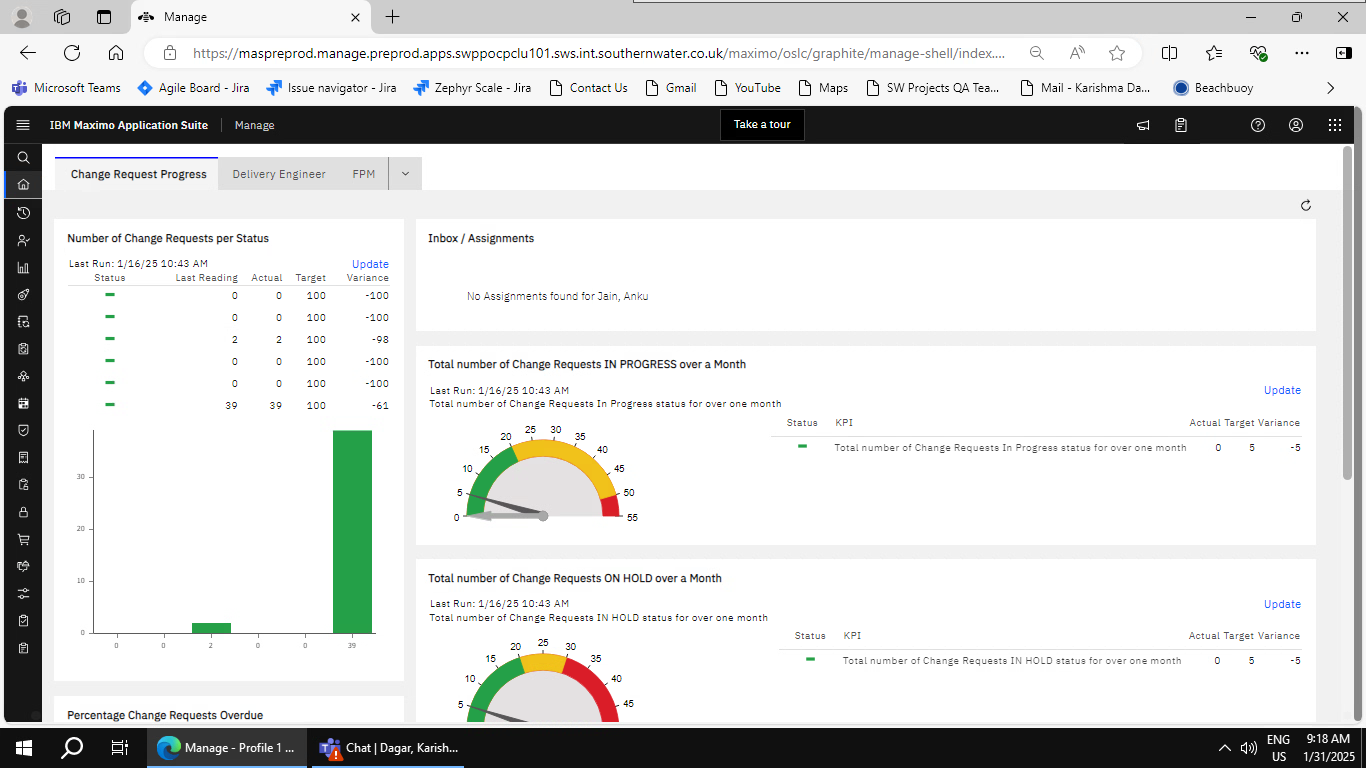 Manage
https://maspreprod.manage.preprod.apps.swppocpclu101.sws.int.southernwater.co.uk/maximo/oslc/graphite/manage-shell/index....
Microsoft Teams
Agile Board - Jira
Issue navigator - Jira
Zephyr Scale - Jira
Contact Us
Gmail
YouTube
Maps
SW Projects QA Tea...
Mail - Karishma Da...
Beachbuoy
IBM Maximo Application Suite
Manage
Take a tour
Change Request Progress
Delivery Engineer
FPM
Number of Change Requests per Status
Last Run: 1/16/25 10:43 AM
Update
Status Last Reading Actual Target Variance
0 0 100 -100
0 0 100 -100
2 2 100 -98
0 0 100 -100
0 0 100 -100
39 39 100 -61
30
20
10
0
0 0 2 0 0 39
Percentage Change Requests Overdue
Inbox / Assignments
No Assignments found for Jain, Anku
Total number of Change Requests IN PROGRESS over a Month
Last Run: 1/16/25 10:43 AM
Update
Total number of Change Requests In Progress status for over one month
0 5 10 15 20 25 30 35 40 45 50 55
Status KPI Actual Target Variance
Total number of Change Requests In Progress status for over one month 0 5 -5
Total number of Change Requests ON HOLD over a Month
Last Run: 1/16/25 10:43 AM
Update
Total number of Change Requests IN HOLD status for over one month
5 10 15 20 25 30 35 40 45
Status KPI Actual Target Variance
Total number of Change Requests IN HOLD status for over one month 0 5 -5
Manage - Profile 1 ...
Chat | Dagar, Karish...
ENG
US
9:18 AM
1/31/2025